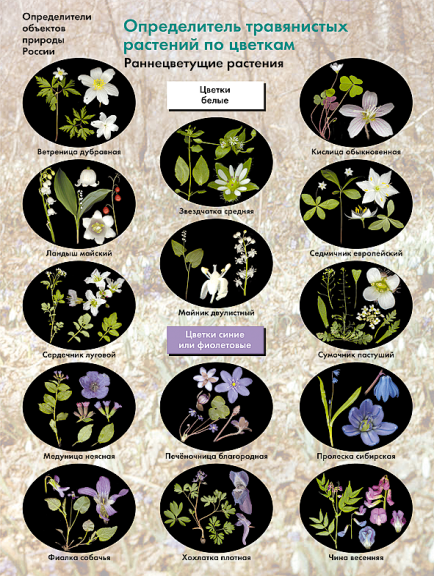 Определители
объектов
природы
России
Определитель травянистых
растений по цветкам
Раннецветущие растения
Цветки
белые
Ветреница дубравная
Кислица обыкновенная
Звездчатка средняя
Ландыш майский
Седмичник европейский
Майник двулистный
Сердечник луговой
Сумочник пастуший
Цветки синие
или фиолетовые
Медуница неясная
Печёночница благородная
Пролеска сибирская
Фиалка собачья
Хохлатка плотная
Чина весенняя